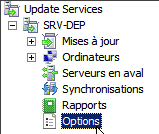 Update Services
SRV-DEP
Mises à jour
Ordinateurs
Serveurs en aval
Synchronisations
Rapports
Options